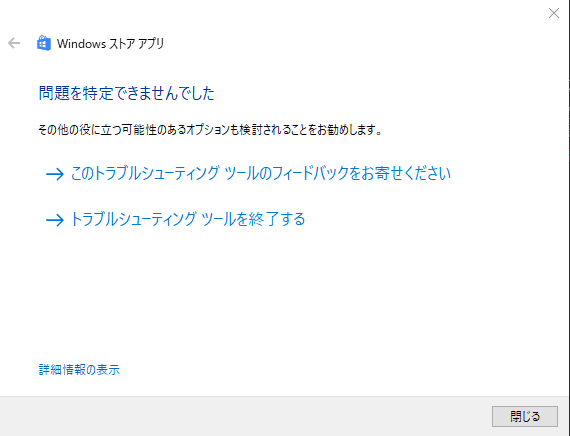 Windows ストア アプリ
問題を特定できませんでした
その他の役に立つ可能性のあるオプションも検討されることをお勧めします。
このトラブルシューティング ツールのフィードバックをお寄せください
トラブルシューティング ツールを終了する
詳細情報の表示
閉じる